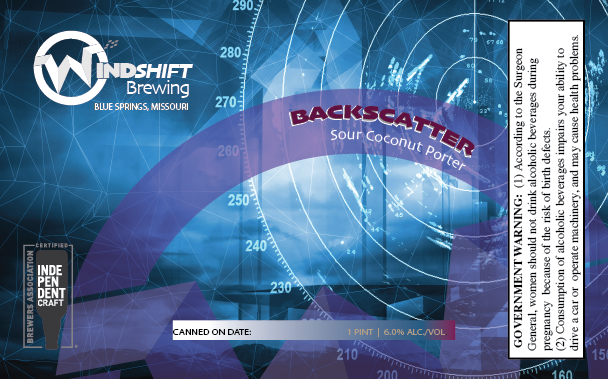 WINDSHIFT
Brewing
BLUE SPRINGS, MISSOURI
290
280
270
260
250
240
230
210
200
160
150
BACKSCATTER
Sour Coconut Porter
CERTIFIED
BREWERS ASSOCIATION
INDE
PEN
DENT
CRAFT
CANNED ON DATE:
1 PINT | 6.0% ALC./VOL
GOVERNMENT WARNING: (1) According to the Surgeon
General, women should not drink alcoholic beverages during
pregnancy because of the risk of birth defects.
(2) Consumption of alcoholic beverages impairs your ability to
drive a car or operate machinery, and may cause health problems.